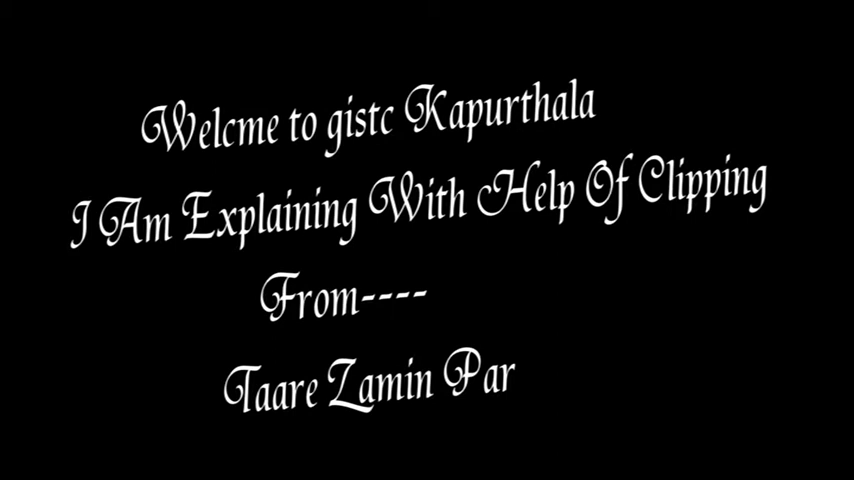 Welcme to gistc Kapurthala
I Am Explaining With Help Of Clipping
From----
Taare Zamin Par